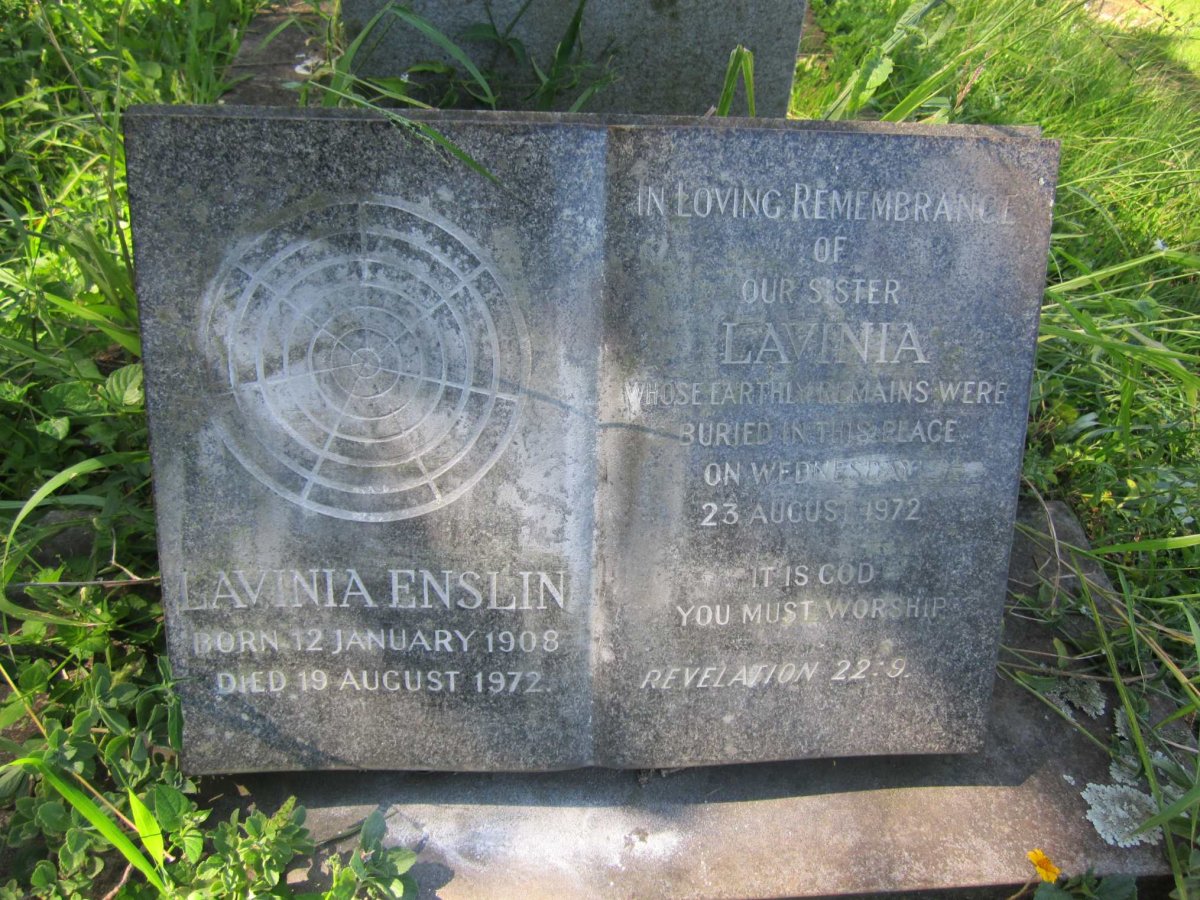 LAVINIA ENSLIN
BORN 12 JANUARY 1908
DIED 19 AUGUST 1972.
IN LOVING REMEMBRANCE
OF
OUR SISTER
LAVINIA
WHOSE EARTHLY REMAINS WERE
BURIED IN THIS PLACE
ON WEDNESDAY
23 AUGUST 1972
IT IS GOD
YOU MUST WORSHIP
REVELATION 22:9.